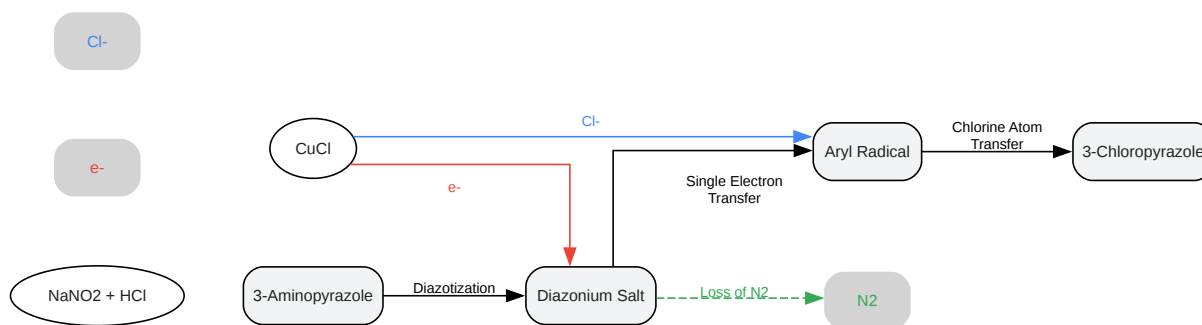 Cl-
Cl-
e-
CuCl
Aryl Radical
Chlorine Atom
Transfer
3-Chloropyrazole
e-
Single Electron
Transfer
NaNO2 + HCl
3-Aminopyrazole
Diazotization
Diazonium Salt
Loss of N2
N2